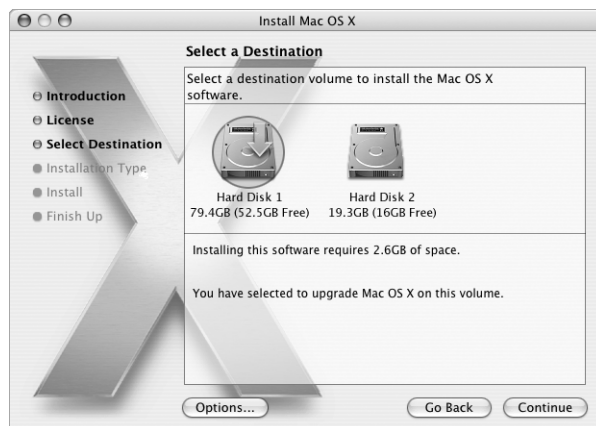 Install Mac OS X
Select a Destination
Introduction
License
Select Destination
Installation Type
Install
Finish Up
Select a destination volume to install the Mac OS X
software.
Hard Disk 1
79.4GB (52.5GB Free)
Hard Disk 2
19.3GB (16GB Free)
Installing this software requires 2.6GB of space.
You have selected to upgrade Mac OS X on this volume.
Options...
Go Back
Continue